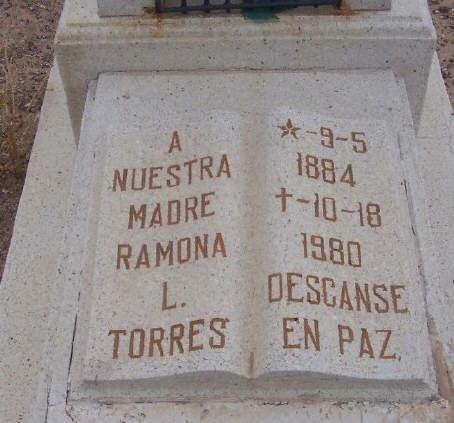 A
NUESTRA
MADRE
RAMONA
L.
TORRES
★-9-5
1884
✝-10-18
1980
DESCANSE
EN PAZ.